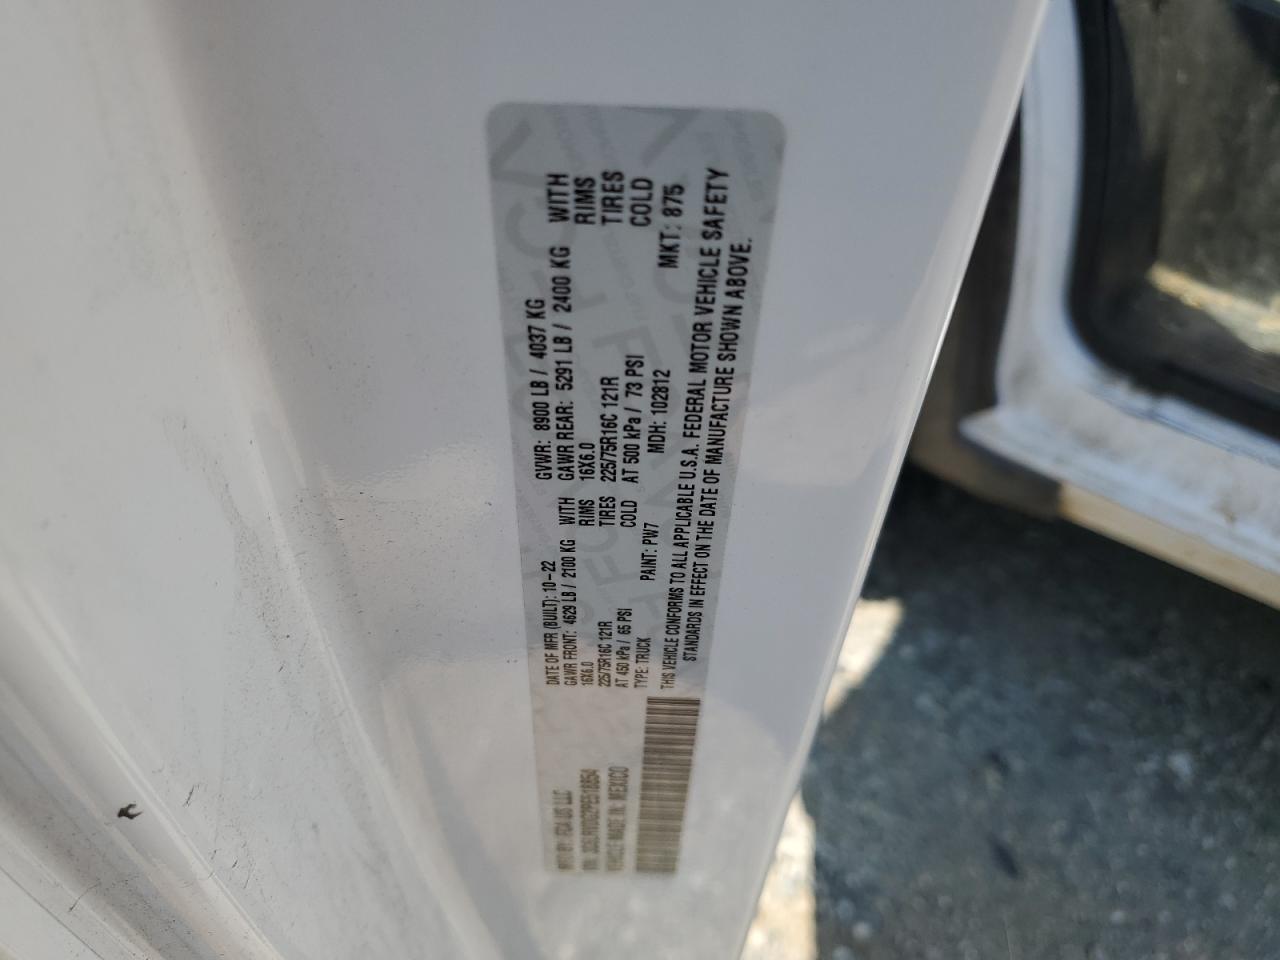 MFD BY: FCA US LLC
VEHICLE MADE IN: MEXICO
DATE OF MFR (BUILT): 10-22 GVWR: 8900 LB / 4037 KG
GAWR FRONT: 4629 LB / 2100 KG WITH GAWR REAR: 5291 LB / 2400 KG WITH
16X6.0 RIMS 16X6.0 RIMS
225/75R16C 121R TIRES 225/75R16C 121R TIRES
AT 450 kPa / 65 PSI COLD AT 500 kPa / 73 PSI COLD
TYPE: TRUCK PAINT: PW7 MDH: 102812 MKT: 875
THIS VEHICLE CONFORMS TO ALL APPLICABLE U.S.A. FEDERAL MOTOR VEHICLE SAFETY
STANDARDS IN EFFECT ON THE DATE OF MANUFACTURE SHOWN ABOVE.